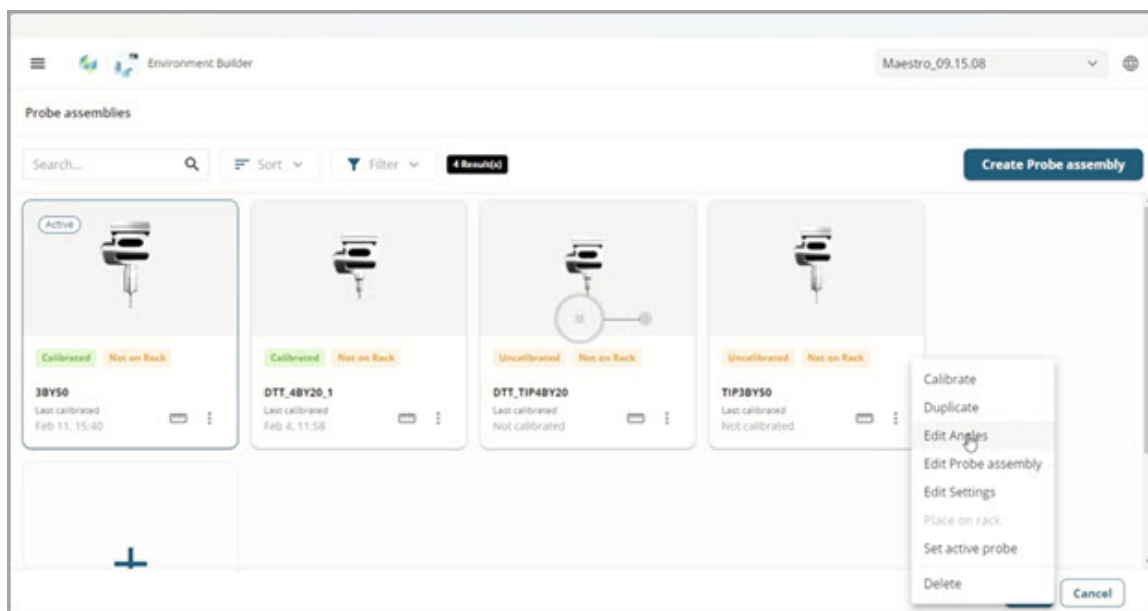 Environment Builder
Maestro_09.15.08
Probe assemblies
Search...
Sort
Filter
4 Result(s)
Create Probe assembly
Active
Calibrated Not on Rack
3BY50
Last calibrated
Feb 11, 15:40
Calibrated Not on Rack
DTT_4BY20_1
Last calibrated
Feb 4, 11:58
Uncalibrated Not on Rack
DTT_TIP4BY20
Last calibrated
Not calibrated
Uncalibrated Not on Rack
TIP3BY50
Last calibrated
Not calibrated
Calibrate
Duplicate
Edit Angles
Edit Probe assembly
Edit Settings
Place on rack
Set active probe
Delete
Cancel